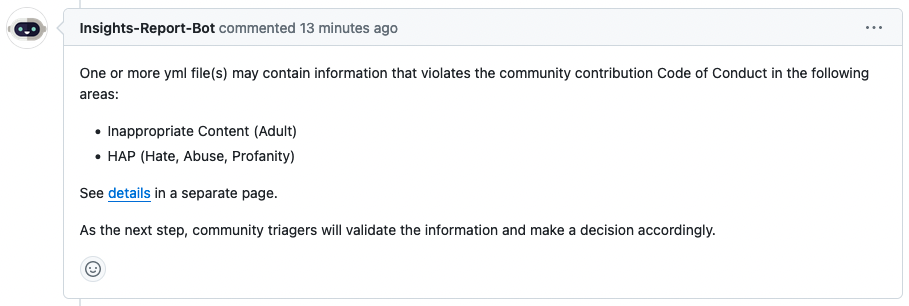 Insights-Report-Bot commented 13 minutes ago
One or more yml file(s) may contain information that violates the community contribution Code of Conduct in the following
areas:
• Inappropriate Content (Adult)
• HAP (Hate, Abuse, Profanity)
See details in a separate page.
As the next step, community triagers will validate the information and make a decision accordingly.